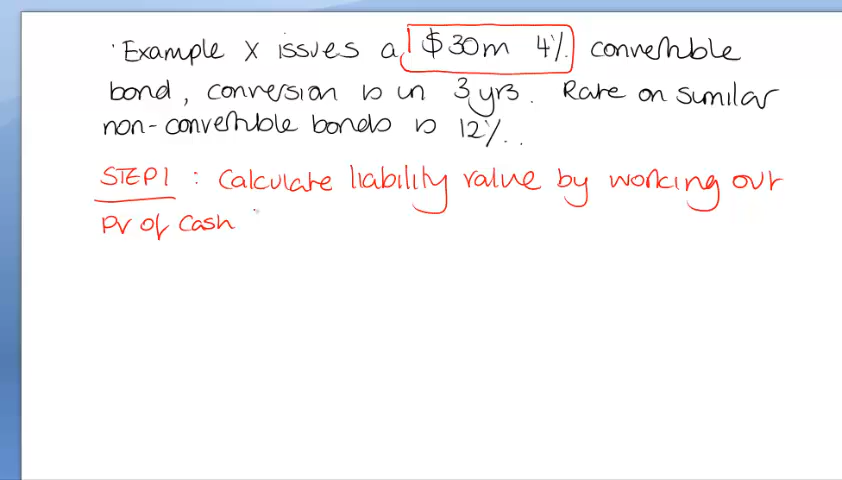 Example X issues a $30m 4% convertible
bond, conversion is in 3 yrs. Rate on similar
non-convertible bonds is 12%.
STEP 1 : Calculate liability value by working out
PV of cash